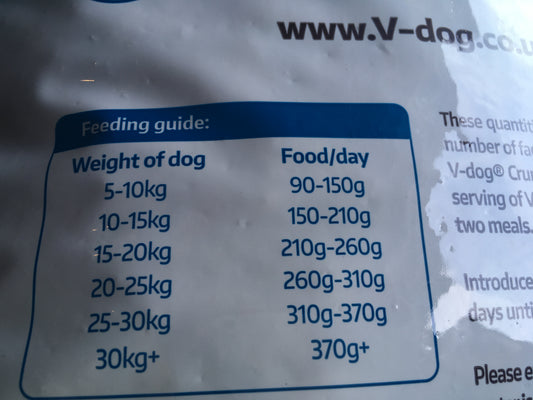 www.V-dog.co.u
Feeding guide:
Weight of dog Food/day
5-10kg 90-150g
10-15kg 150-210g
15-20kg 210g-260g
20-25kg 260g-310g
25-30kg 310g-370g
30kg+ 370g+
These quantit
number of fa
V-dog® Cru
serving of V
two meals.
Introduce
days unti
Please e